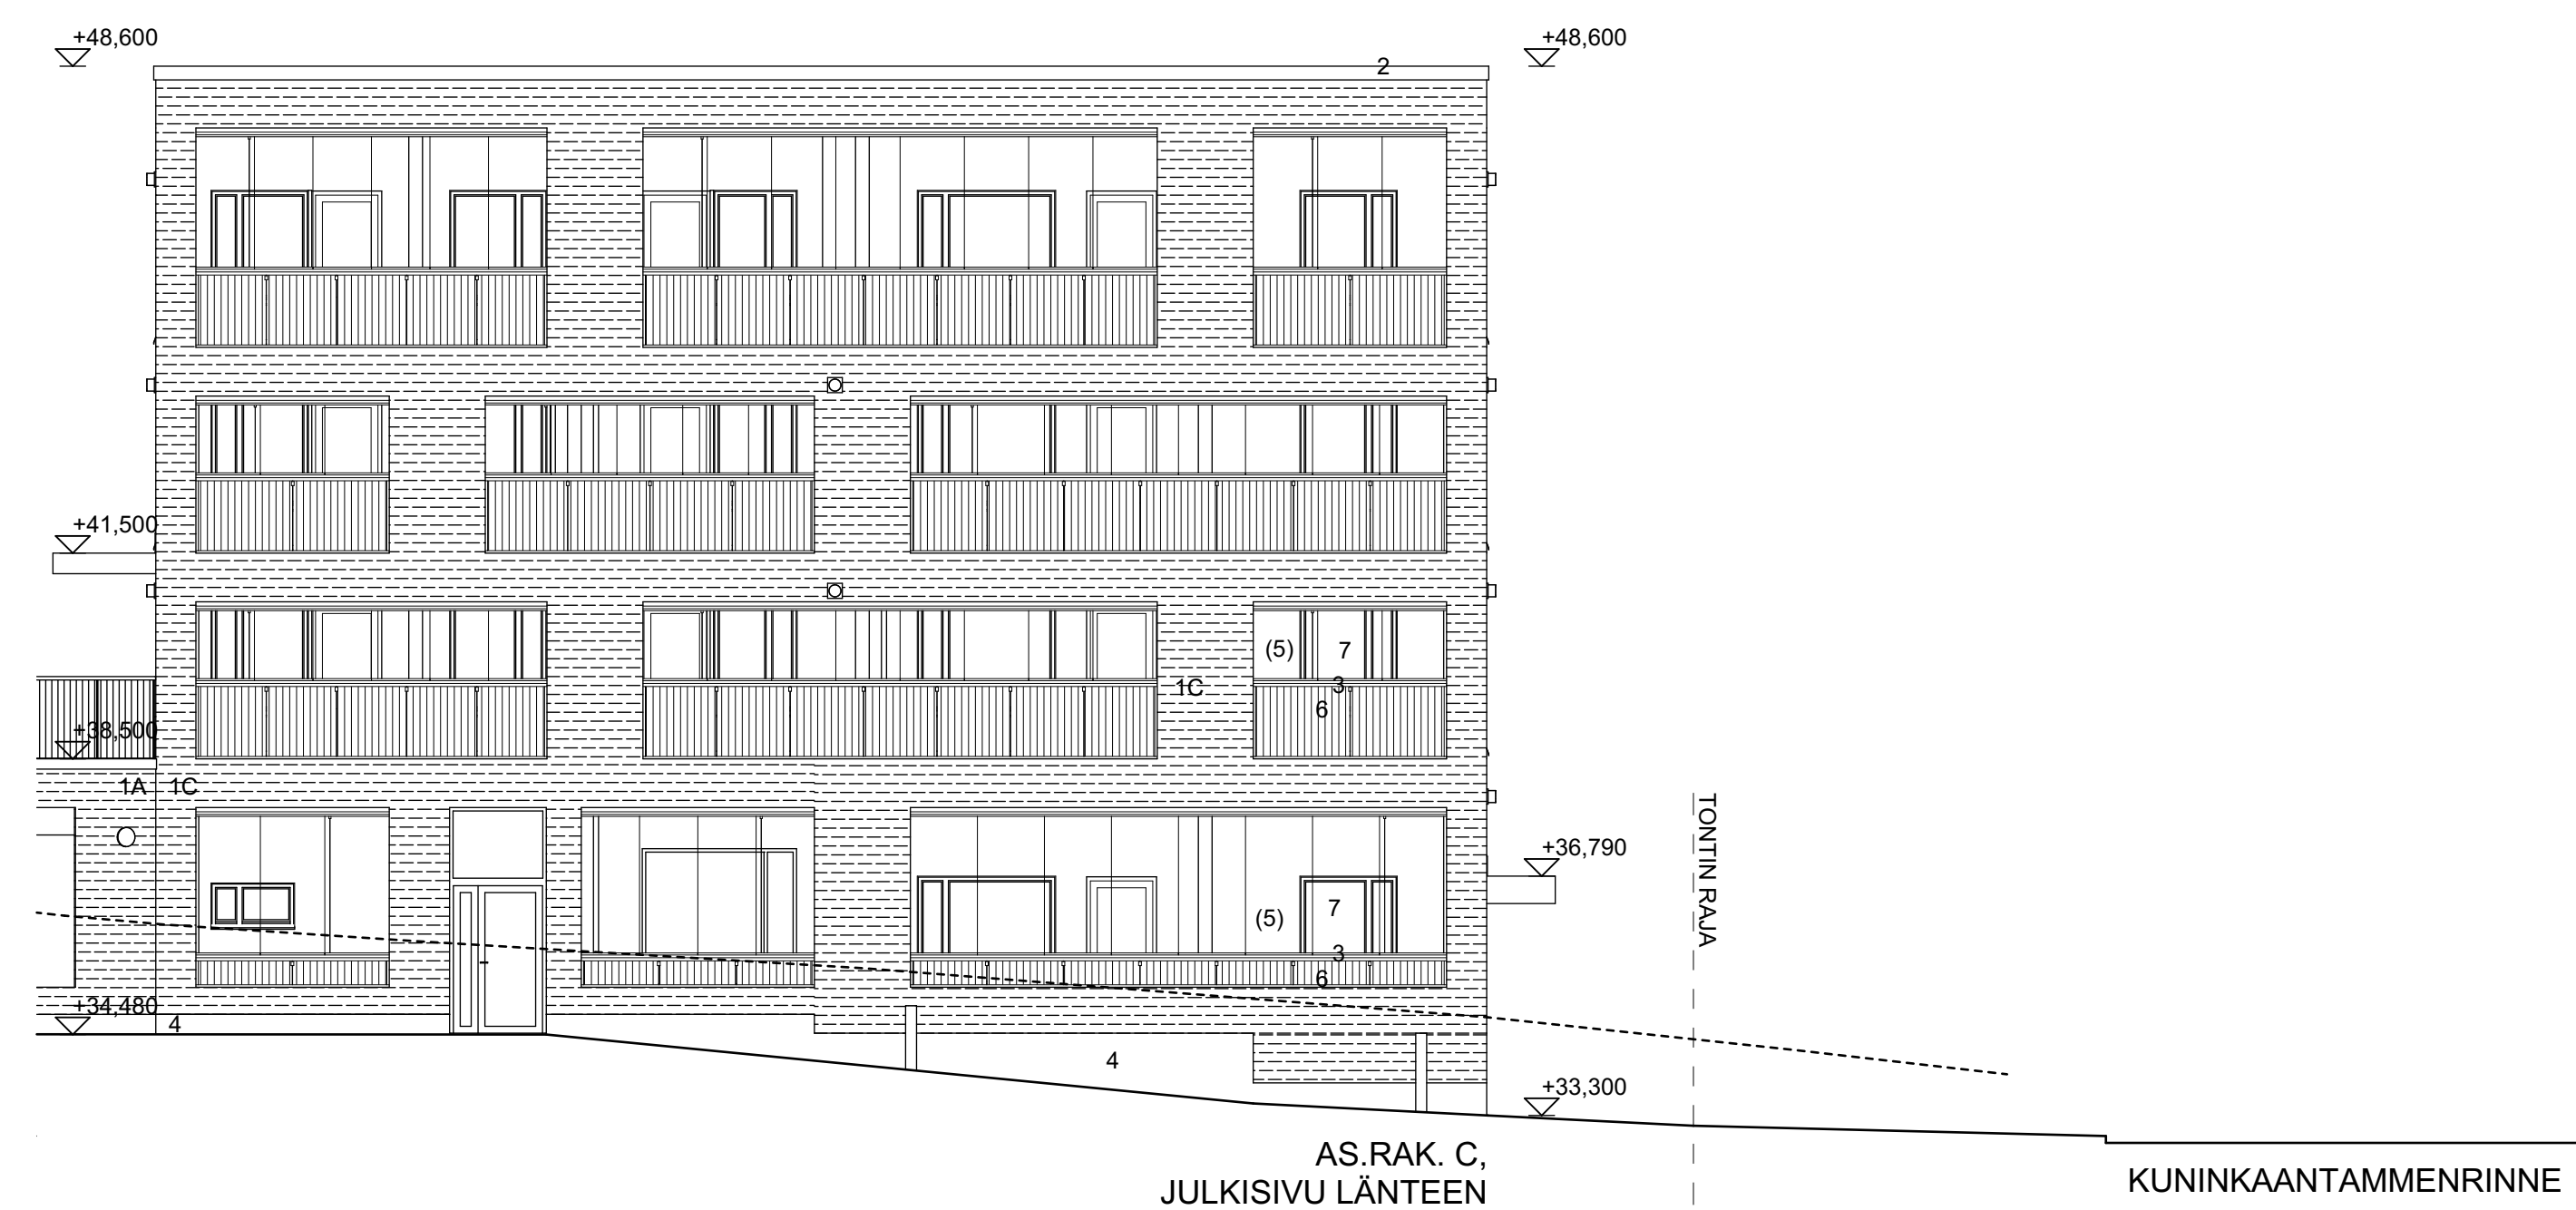 +48,600
+48,600
2
+41,500
(5)
7
3
1C
6
+38,500
1A
1C
TONTIN RAJA
+36,790
7
(5)
3
6
+34,480
4
4
+33,300
AS.RAK. C,
JULKISIVU LÄNTEEN
KUNINKAANTAMMENRINNE